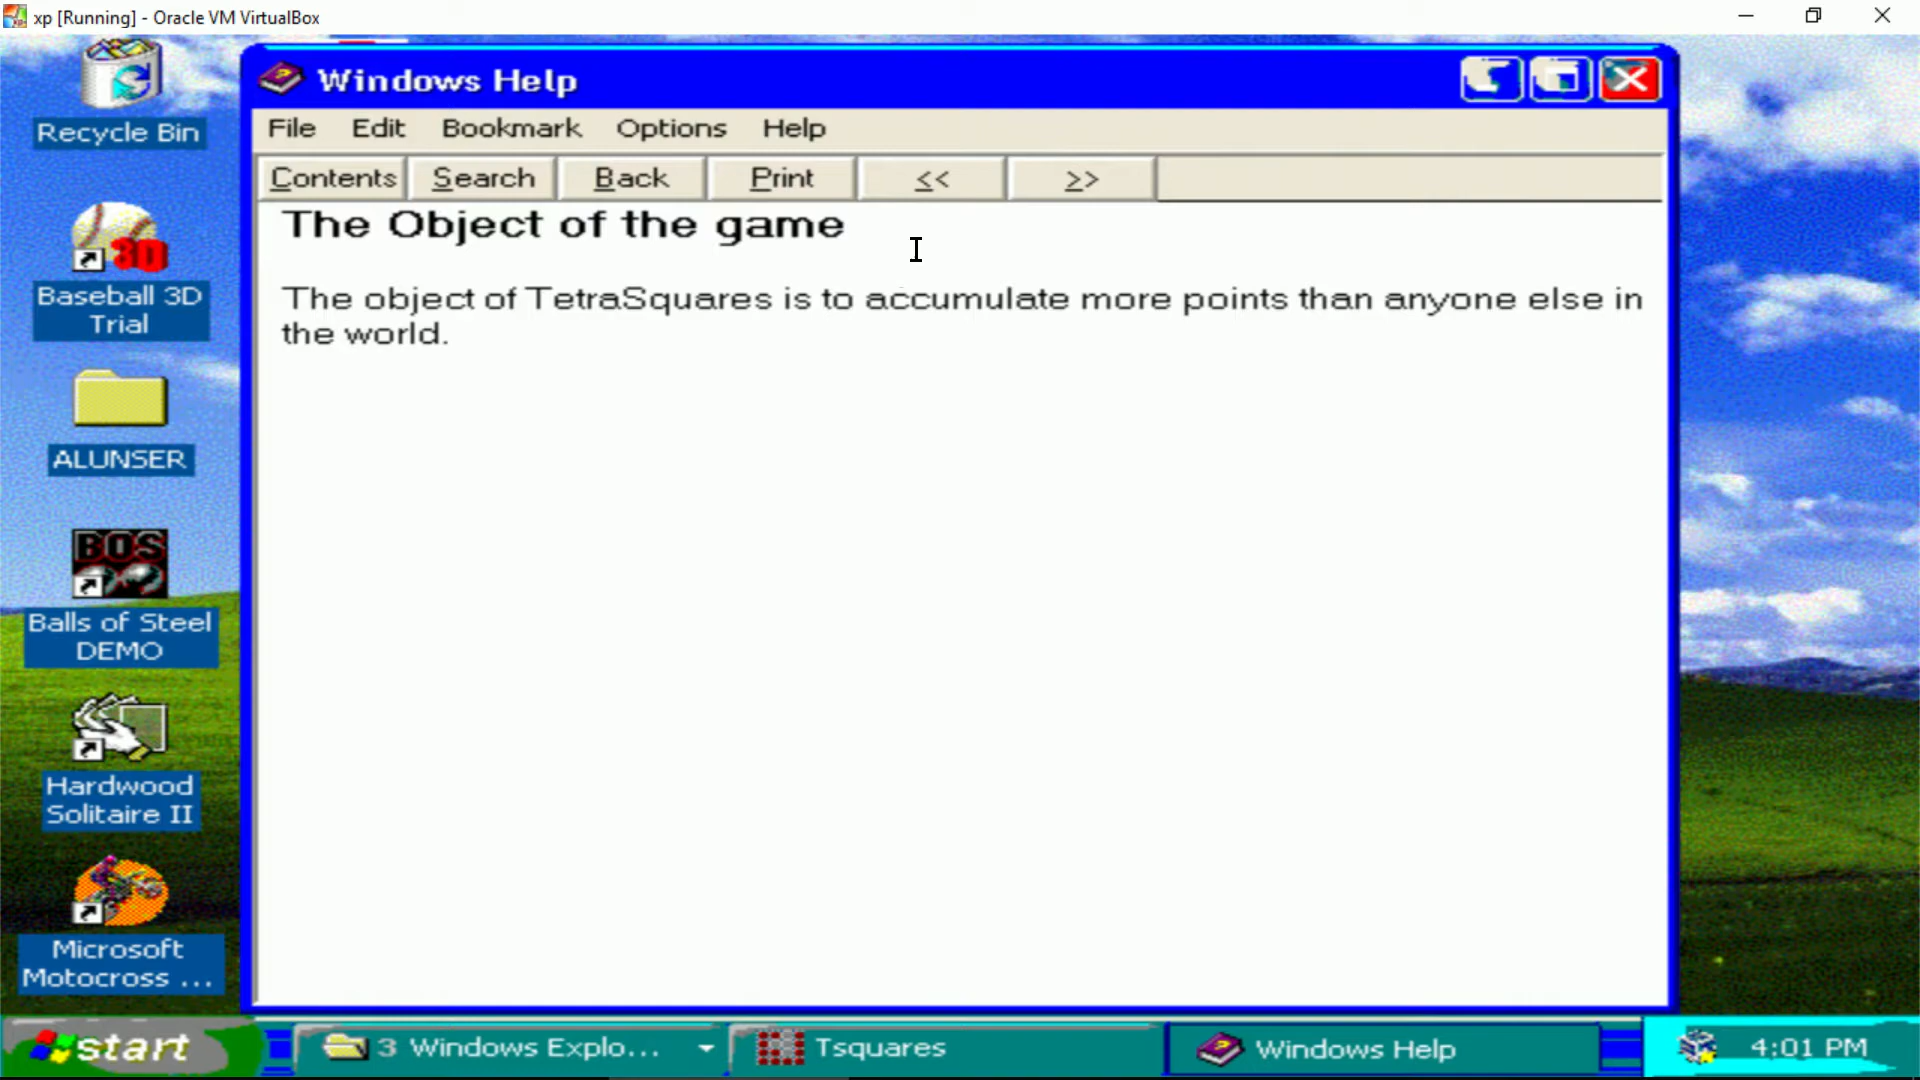 xp [Running] - Oracle VM VirtualBox
Recycle Bin
Baseball 3D
Trial
ALUNSER
BOS
Balls of Steel
DEMO
Hardwood
Solitaire II
Microsoft
Motocross ...
Windows Help
File Edit Bookmark Options Help
Contents Search Back Print << >>
The Object of the game
The object of TetraSquares is to accumulate more points than anyone else in
the world.
start
3 Windows Explo...
Tsquares
Windows Help
4:01 PM